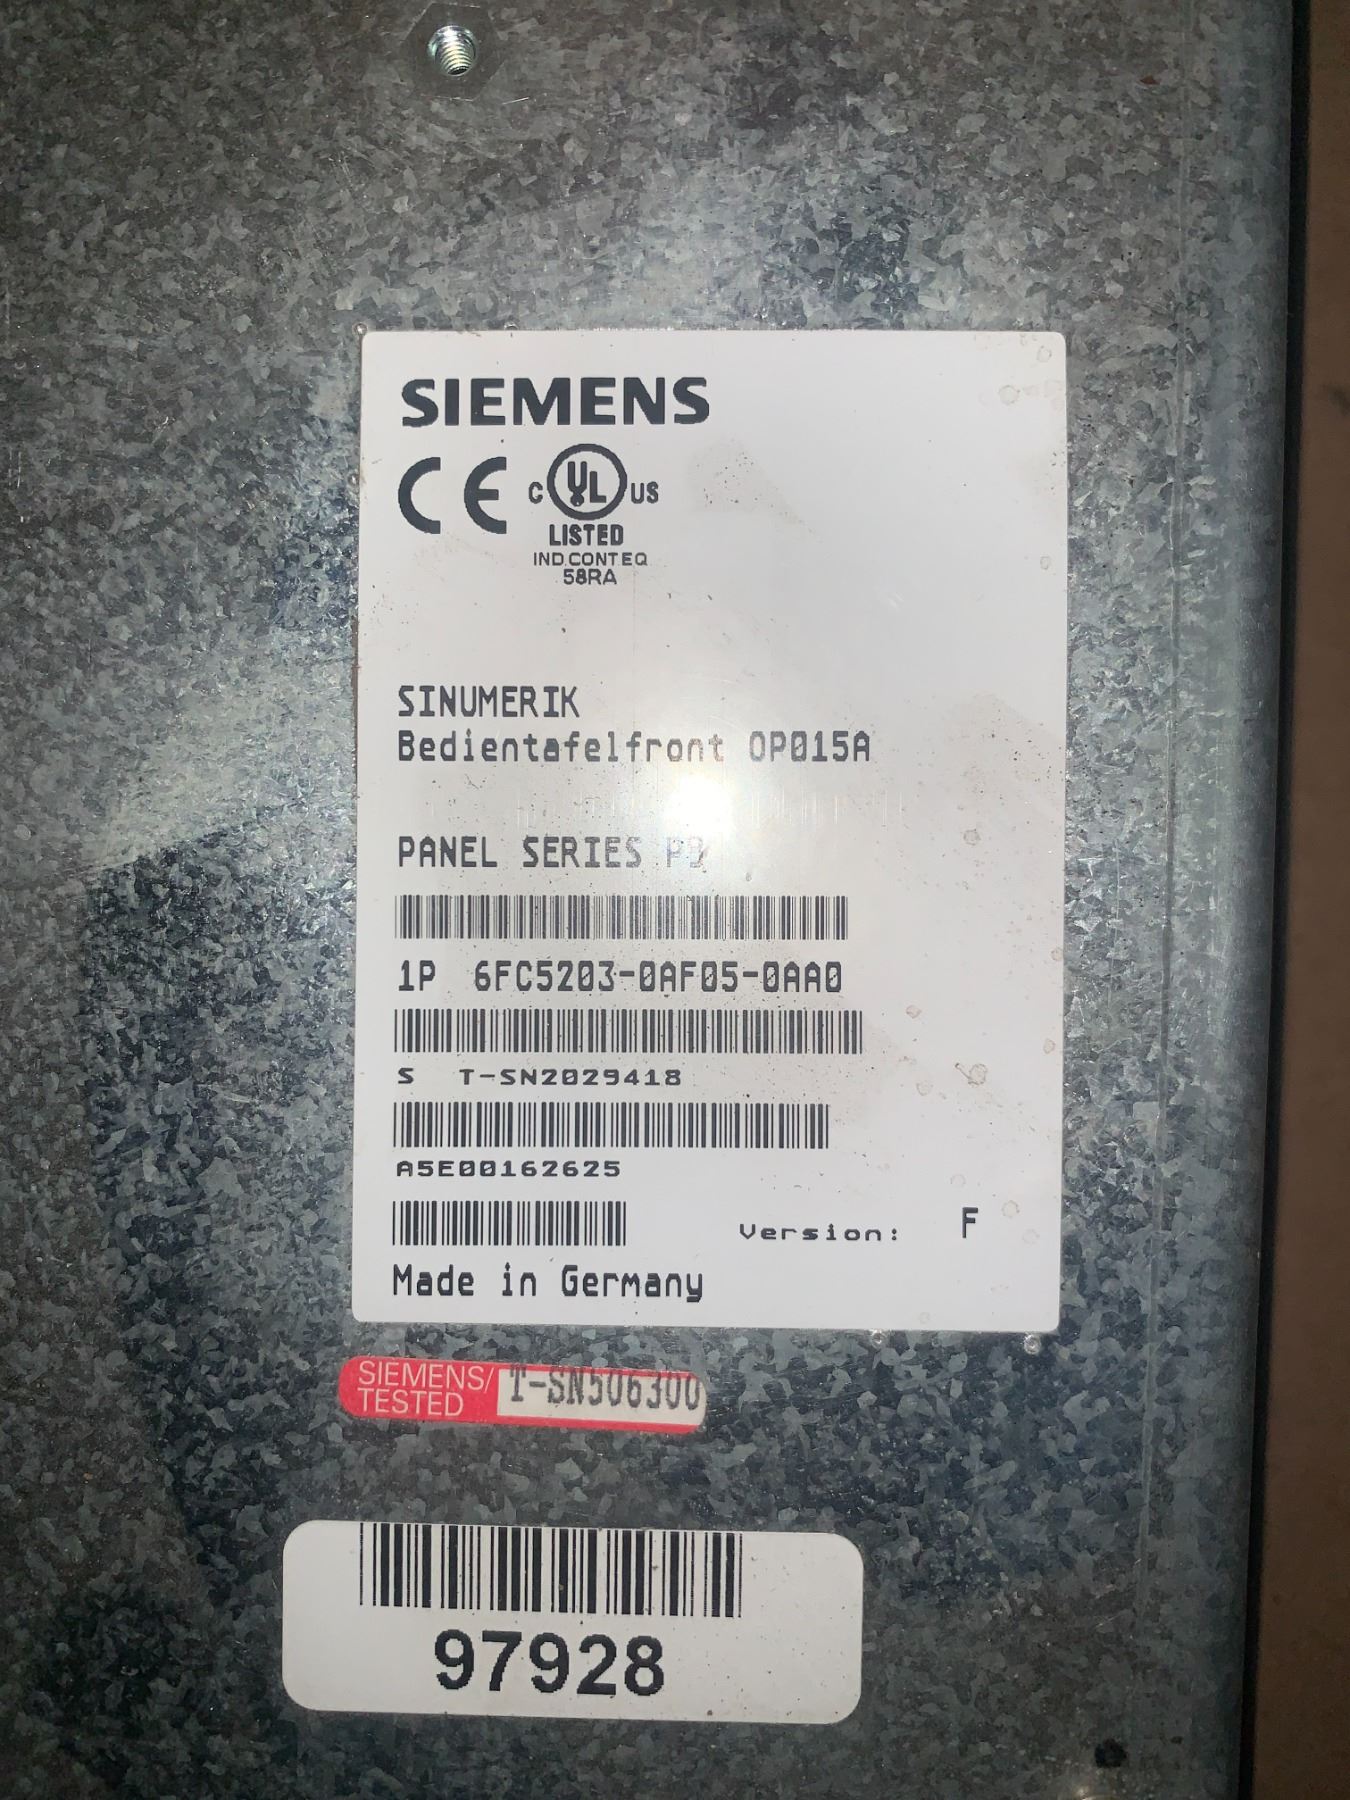 SIEMENS
CE
C UL US
LISTED
IND.CONT.EQ
58RA
SINUMERIK
Bedientafelfront OP015A
PANEL SERIES
1P 6FC5203-0AF05-0AA0
S T-SN2029418
A5E00162625
Version: F
Made in Germany
SIEMENS/
TESTED
T-SN506300
97928